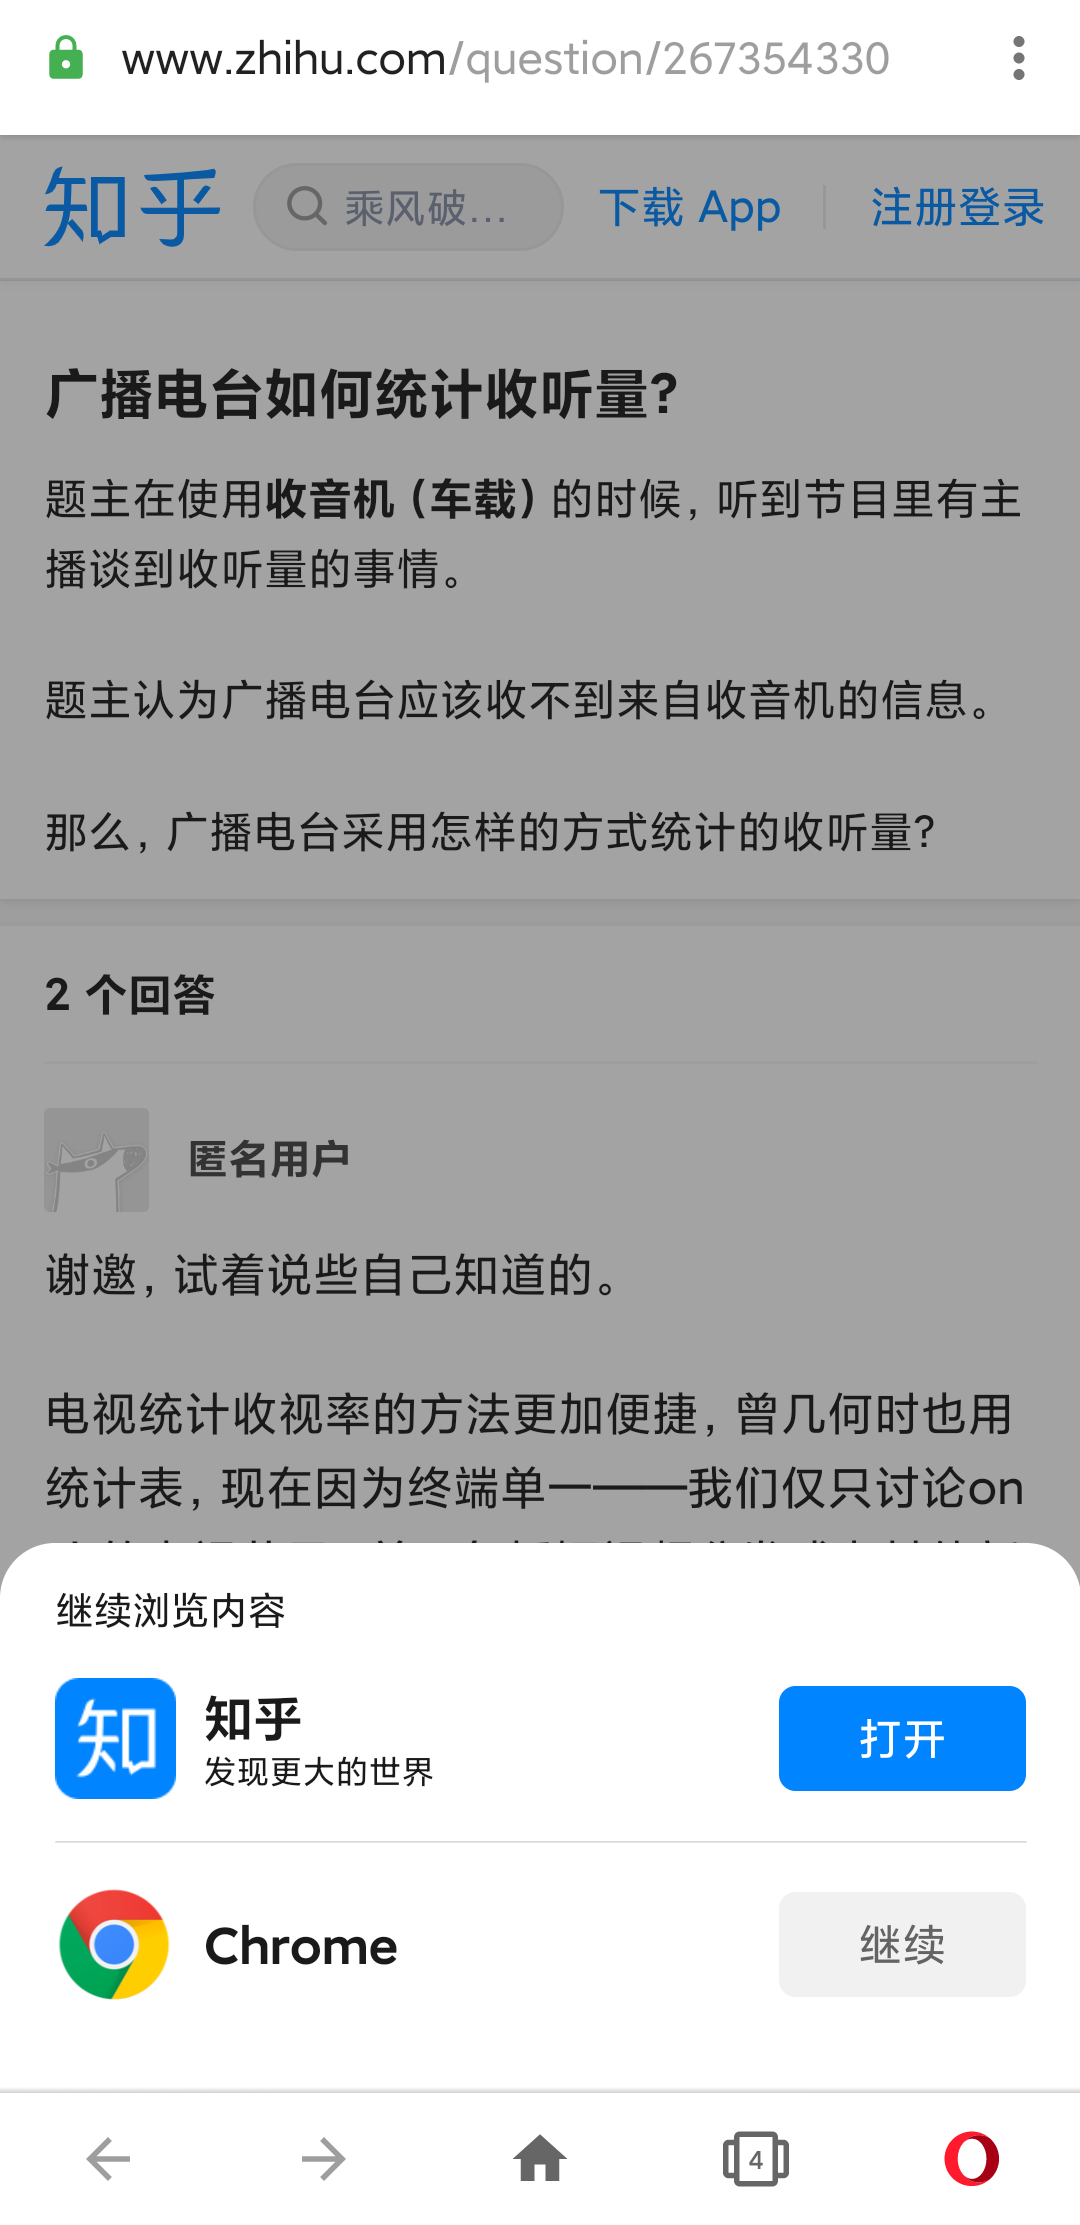 www.zhihu.com/question/267354330
知乎 乘风破... 下载 App 注册登录
广播电台如何统计收听量?
题主在使用收音机（车载）的时候, 听到节目里有主
播谈到收听量的事情。
题主认为广播电台应该收不到来自收音机的信息。
那么, 广播电台采用怎样的方式统计的收听量?
2 个回答
匿名用户
谢邀, 试着说些自己知道的。
电视统计收视率的方法更加便捷, 曾几何时也用
统计表, 现在因为终端单一——我们仅只讨论on
继续浏览内容
知
知乎
发现更大的世界
打开
Chrome
继续
4